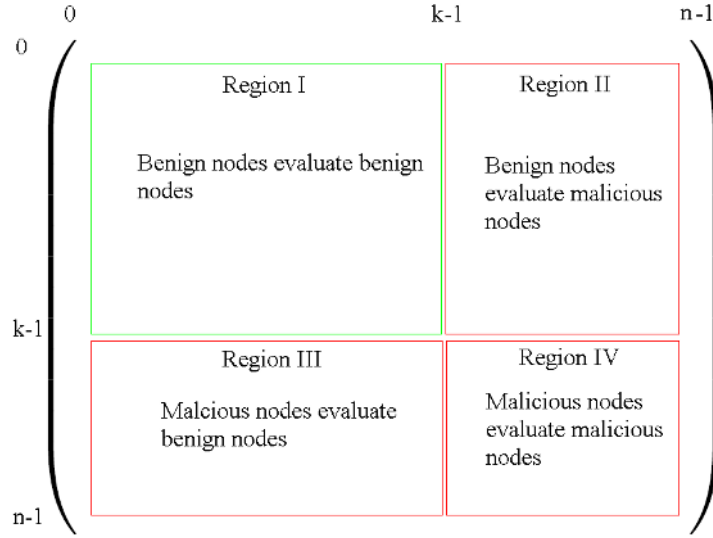 0 k-1 n-1
0
Region I Region II
Benign nodes evaluate benign
nodes
Benign nodes
evaluate malicious
nodes
k-1
Region III Region IV
Malcious nodes evaluate
benign nodes
Malicious nodes
evaluate malicious
nodes
n-1